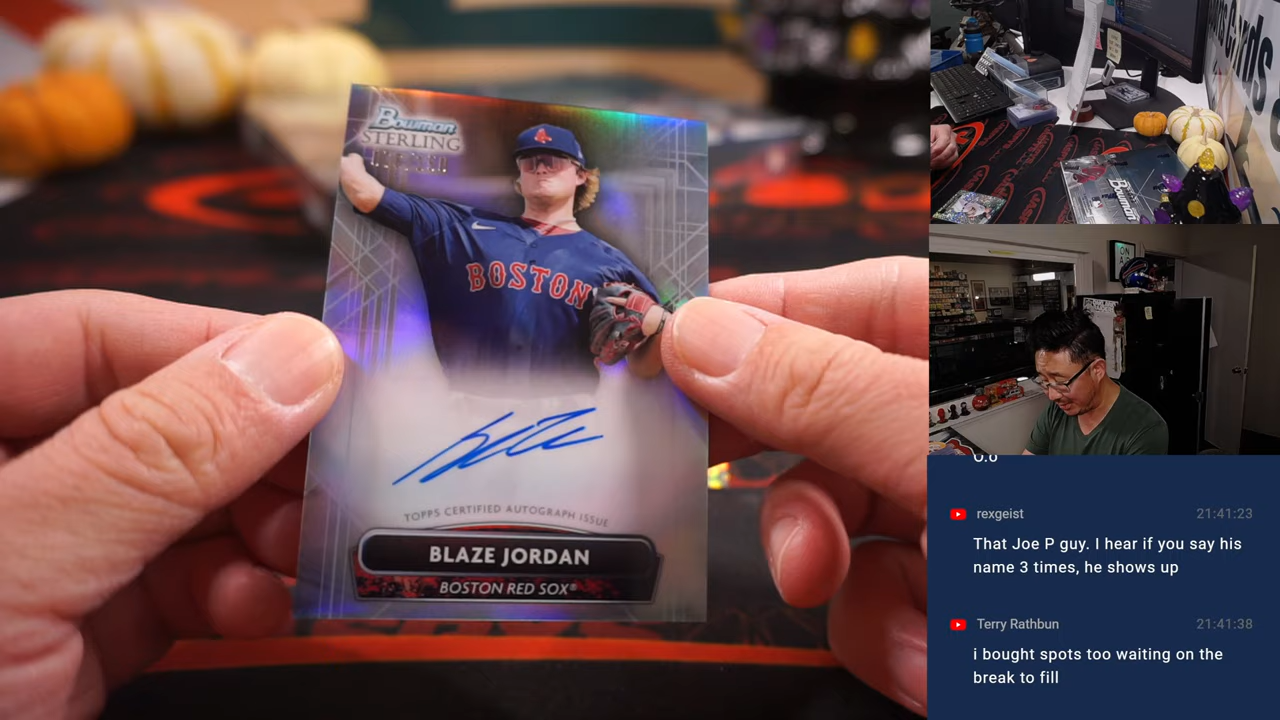 Bowman
STERLING
BOSTON
TOPPS CERTIFIED AUTOGRAPH ISSUE
BLAZE JORDAN
BOSTON RED SOX®
Bowman
ON
rexgeist
21:41:23
That Joe P guy. I hear if you say his
name 3 times, he shows up
Terry Rathbun
21:41:38
i bought spots too waiting on the
break to fill